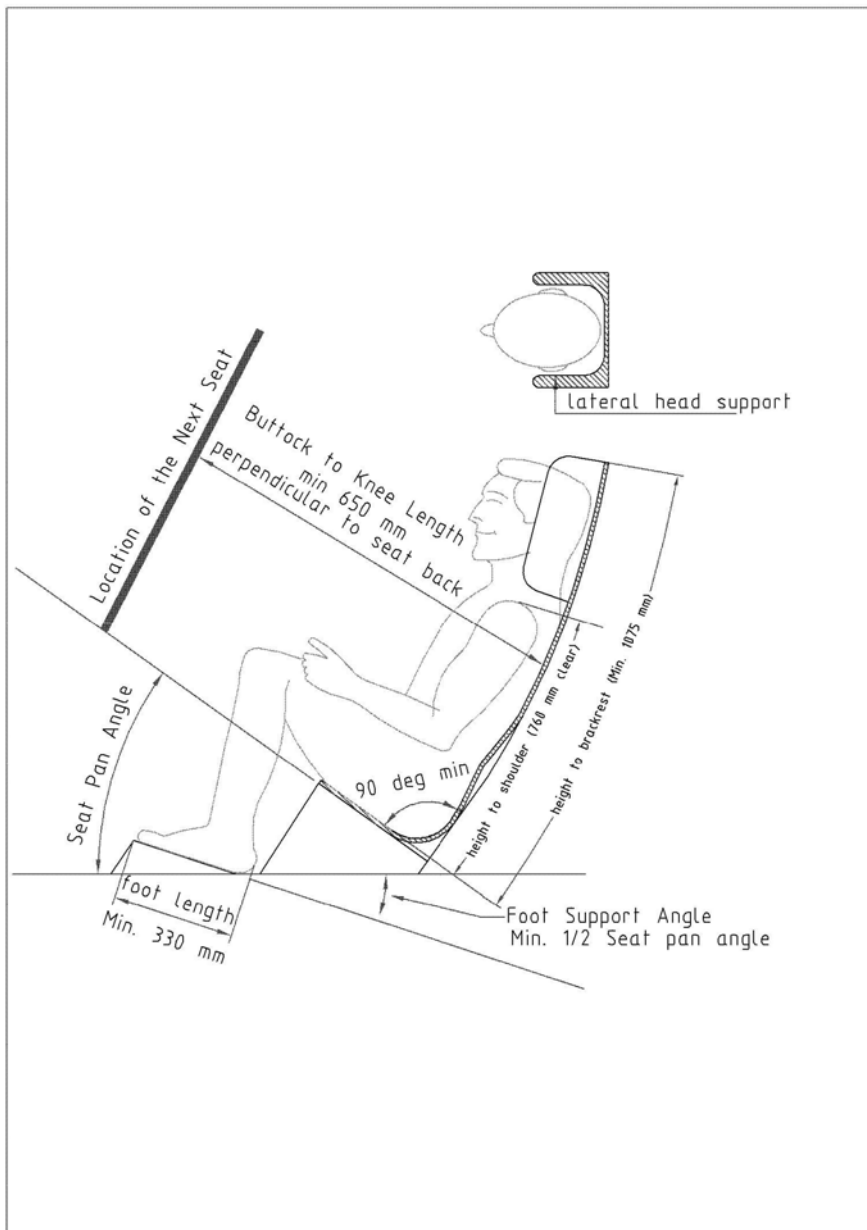 lateral head support
Location of the Next Seat
Buttock to Knee Length
min 650 mm
perpendicular to seat back
Seat Pan Angle
90 deg min
height to shoulder (760 mm clear)
height to brackrest (Min. 1075 mm)
foot length
Min. 330 mm
Foot Support Angle
Min. 1/2 Seat pan angle